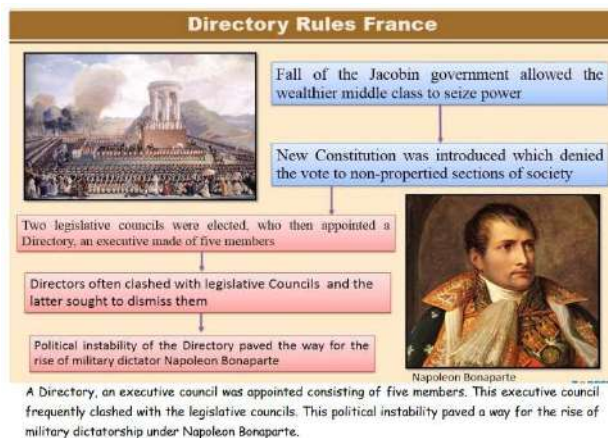 Directory Rules France
Fall of the Jacobin government allowed the
wealthier middle class to seize power
New Constitution was introduced which denied
the vote to non-propertied sections of society
Two legislative councils were elected, who then appointed a
Directory, an executive made of five members
Directors often clashed with legislative Councils and the
latter sought to dismiss them
Political instability of the Directory paved the way for the
rise of military dictator Napoleon Bonaparte
Napoleon Bonaparte
A Directory, an executive council was appointed consisting of five members. This executive council
frequently clashed with the legislative councils. This political instability paved a way for the rise of
military dictatorship under Napoleon Bonaparte.